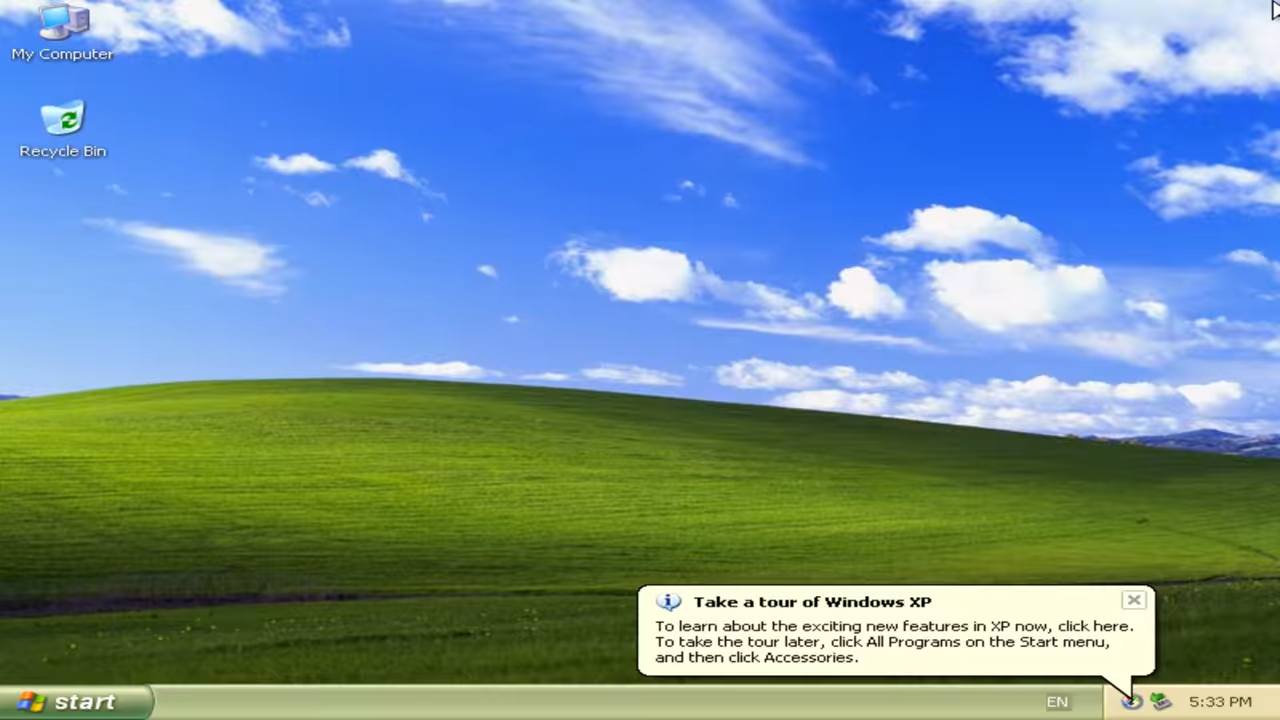 My Computer
Recycle Bin
Take a tour of Windows XP
To learn about the exciting new features in XP now, click here.
To take the tour later, click All Programs on the Start menu,
and then click Accessories.
start
EN
5:33 PM